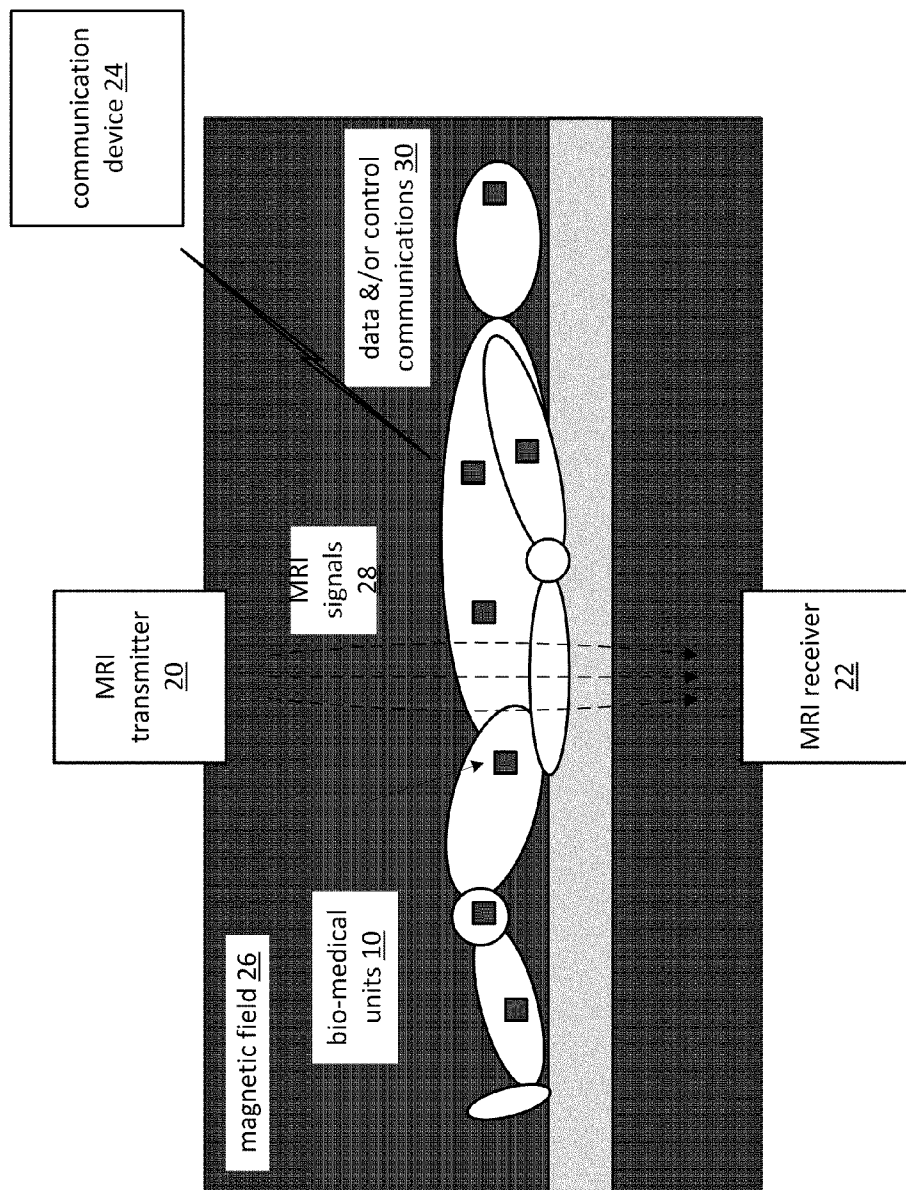 communication
device 24
MRI
transmitter
20
data &/or control
communications 30
MRI
signals
28
bio-medical
units 10
magnetic field 26
MRI receiver
22